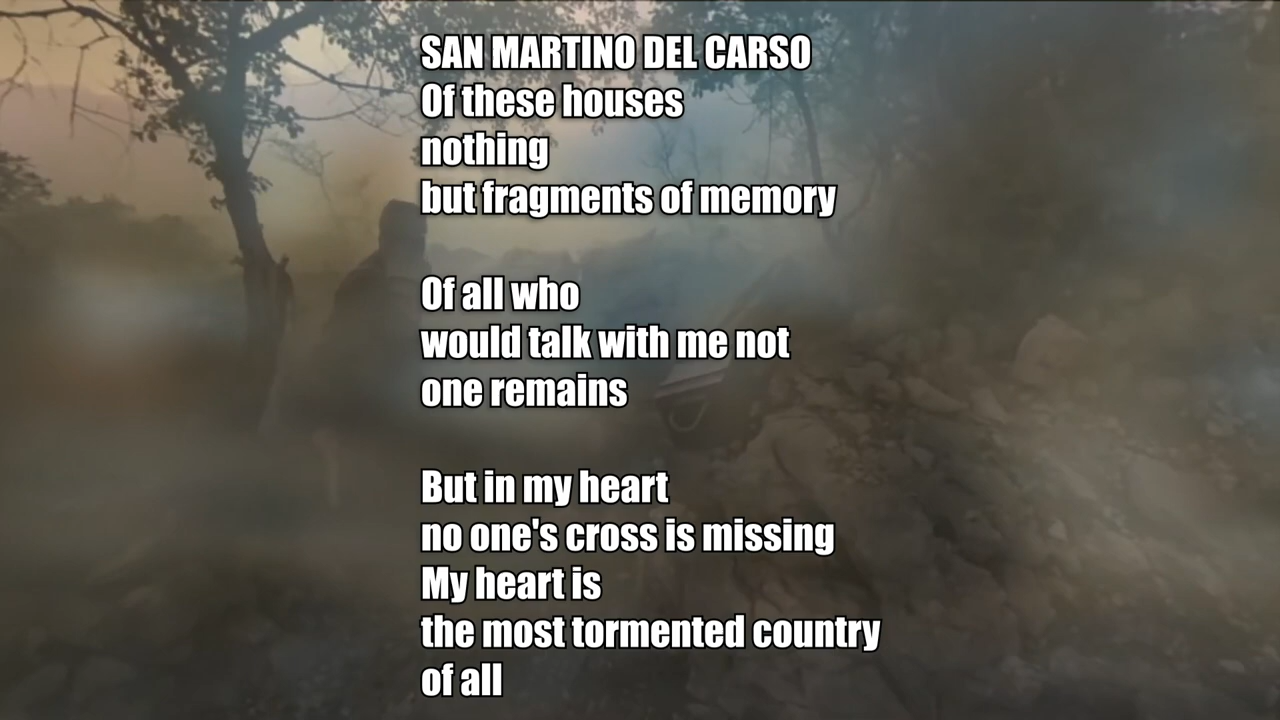 SAN MARTINO DEL CARSO
Of these houses
nothing
but fragments of memory
Of all who
would talk with me not
one remains
But in my heart
no one's cross is missing
My heart is
the most tormented country
of all